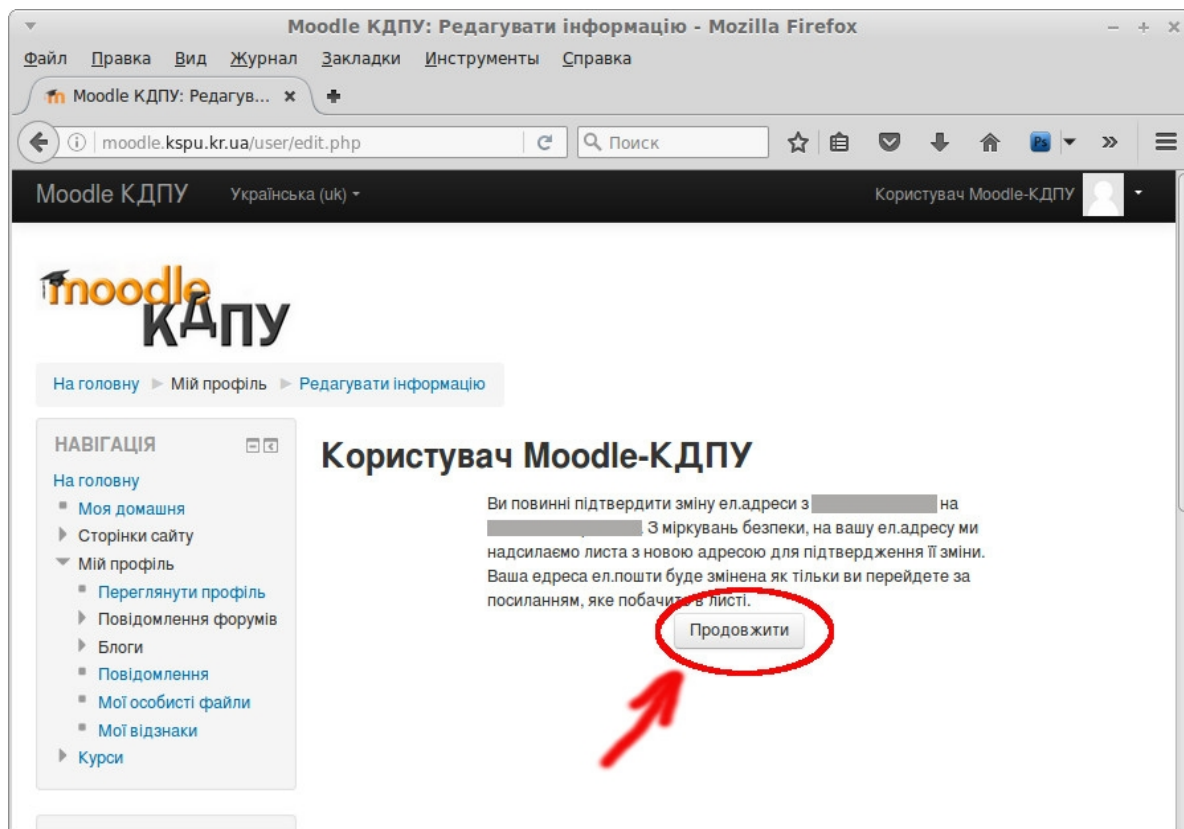 Moodle КДПУ: Редагувати інформацію - Mozilla Firefox
Файл Правка Вид Журнал Закладки Инструменты Справка
Moodle КДПУ: Редагув...
moodle.kspu.kr.ua/user/edit.php Поиск Ps
Moodle КДПУ Українська (uk) Користувач Moodle-КДПУ
moodle
КДПУ
На головну Мій профіль Редагувати інформацію
НАВІГАЦІЯ
На головну
Моя домашня
Сторінки сайту
Мій профіль
Переглянути профіль
Повідомлення форумів
Блоги
Повідомлення
Мої особисті файли
Мої відзнаки
Курси
Користувач Moodle-КДПУ
Ви повинні підтвердити зміну ел.адреси з на
. З міркувань безпеки, на вашу ел.адресу ми
надсилаємо листа з новою адресою для підтвердження її зміни.
Ваша едреса ел.пошти буде змінена як тільки ви перейдете за
посиланням, яке побачите в листі.
Продовжити